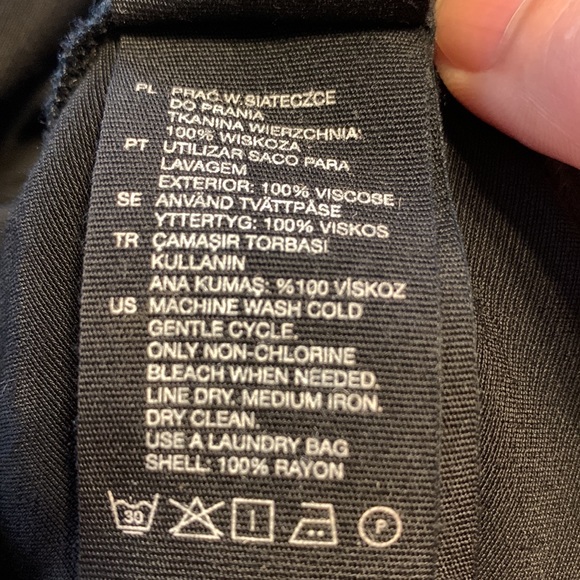 PL PRAĆ W SIATECZCE
DO PRANIA
TKANINA WIERZCHNIA:
100% WISKOZA
PT UTILIZAR SACO PARA
LAVAGEM
EXTERIOR: 100% VISCOSE
SE ANVÄND TVÄTTPÅSE
YTTERTYG: 100% VISKOS
TR ÇAMAŞIR TORBASI
KULLANIN
ANA KUMAŞ: %100 VİSKOZ
US MACHINE WASH COLD
GENTLE CYCLE.
ONLY NON-CHLORINE
BLEACH WHEN NEEDED.
LINE DRY. MEDIUM IRON.
DRY CLEAN.
USE A LAUNDRY BAG
SHELL: 100% RAYON
30 P